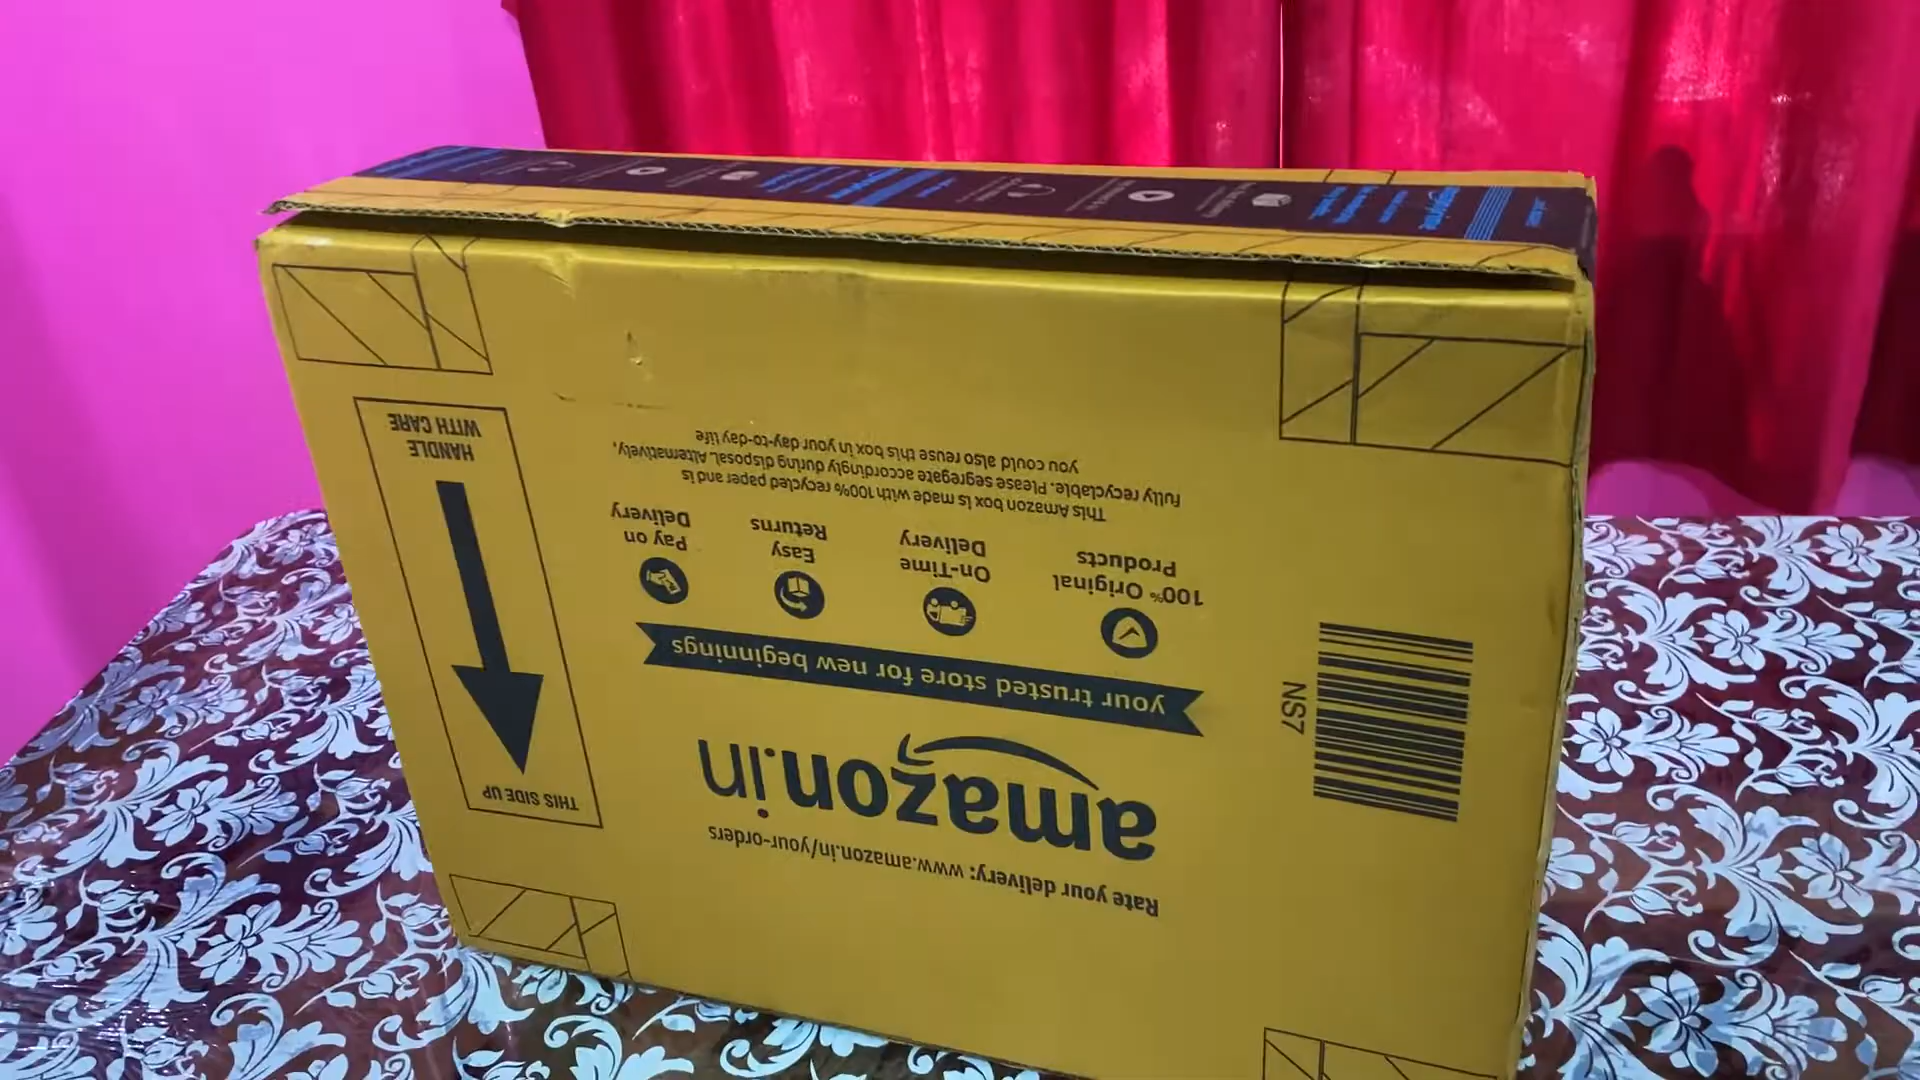 Rate your delivery: www.amazon.in/your-orders
amazon.in
your trusted store for new beginnings
100% Original
Products
On-Time
Delivery
Easy
Returns
Pay on
Delivery
This Amazon box is made with 100% recycled paper and is
fully recyclable. Please segregate accordingly during disposal. Alternatively,
you could also reuse this box in your day-to-day life
THIS SIDE UP
HANDLE
WITH CARE
NS7